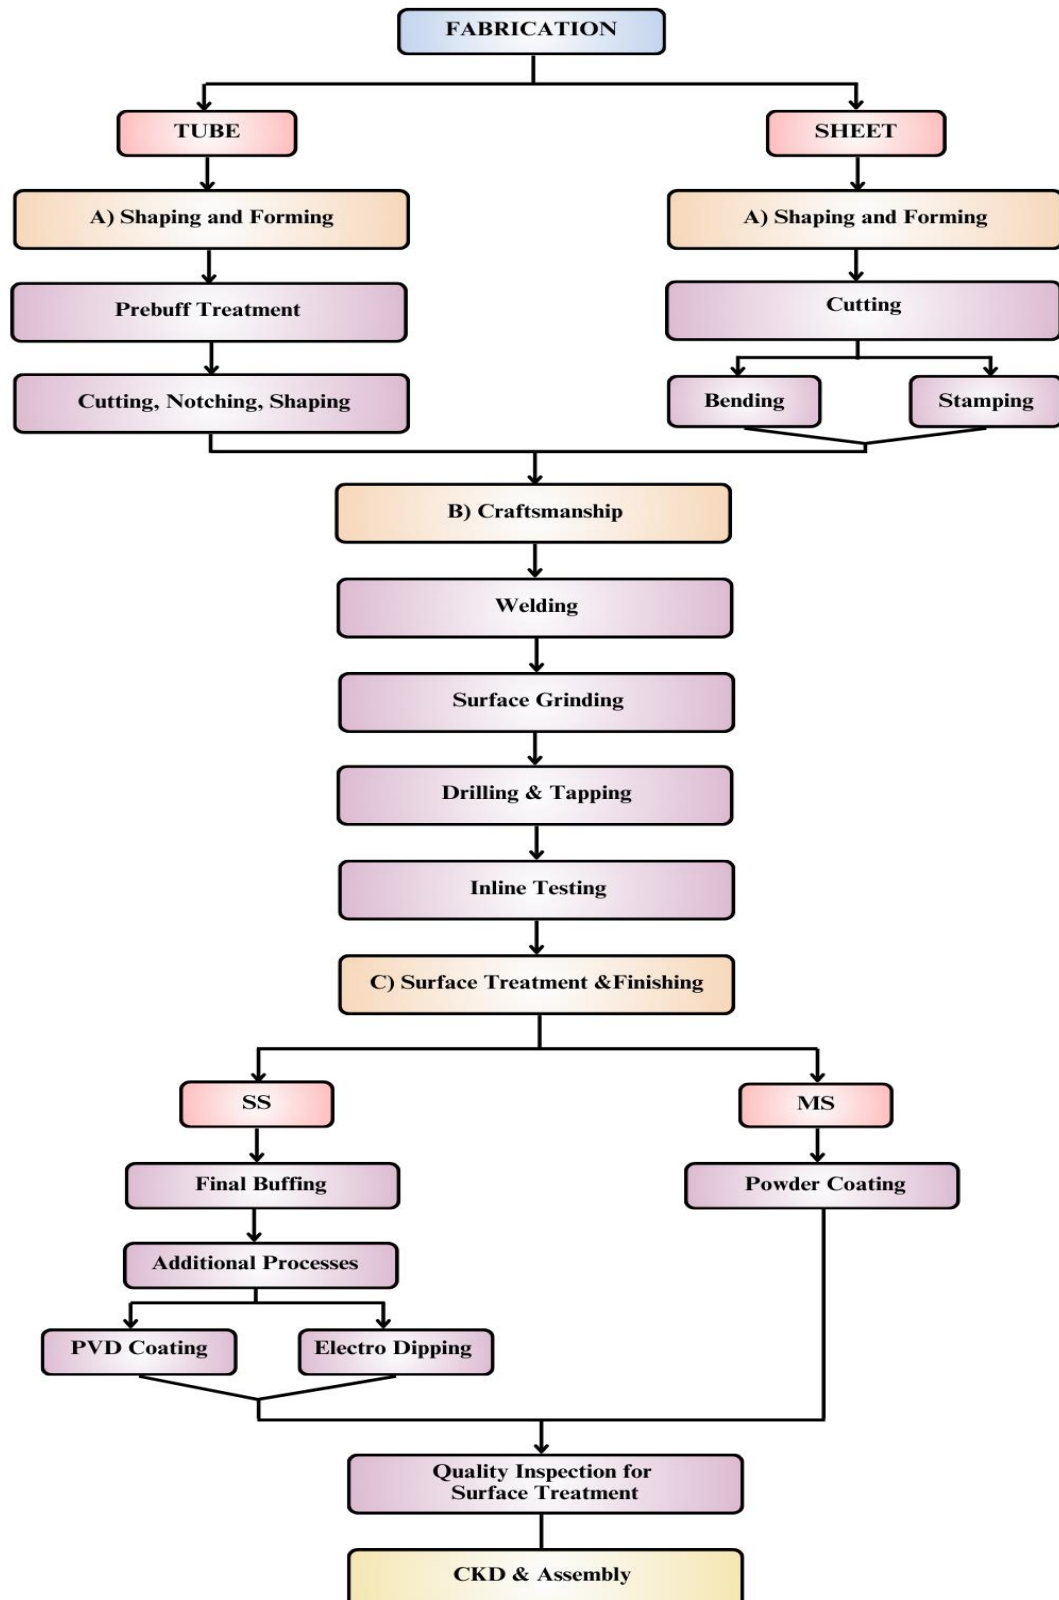 FABRICATION
TUBE
SHEET
A) Shaping and Forming
A) Shaping and Forming
Prebuff Treatment
Cutting
Cutting, Notching, Shaping
Bending
Stamping
B) Craftsmanship
Welding
Surface Grinding
Drilling & Tapping
Inline Testing
C) Surface Treatment &Finishing
SS
MS
Final Buffing
Powder Coating
Additional Processes
PVD Coating
Electro Dipping
Quality Inspection for
Surface Treatment
CKD & Assembly